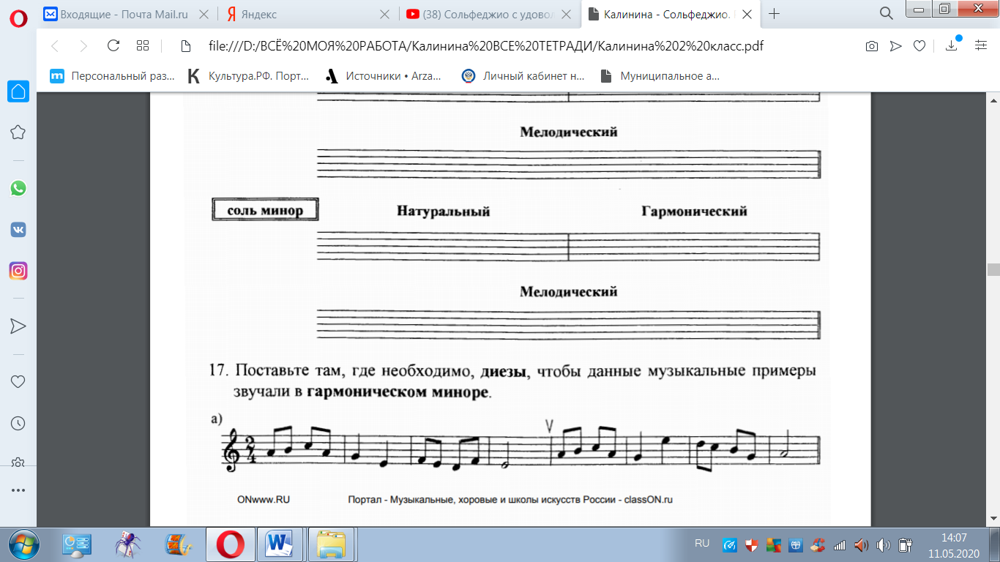 Входящие - Почта Mail.ru
Яндекс
(38) Сольфеджио с удовол
Калинина - Сольфеджио.
file:///D:/ВСЁ%20МОЯ%20РАБОТА/Калинина%20ВСЕ%20ТЕТРАДИ/Калинина%202%20класс.pdf
Персональный раз...
Культура.РФ. Порт...
Источники • Arza...
Личный кабинет н...
Муниципальное а...
Мелодический
соль минор
Натуральный
Гармонический
Мелодический
17. Поставьте там, где необходимо, диезы, чтобы данные музыкальные примеры
звучали в гармоническом миноре.
а)
2
4
ONwww.RU
Портал - Музыкальные, хоровые и школы искусств России - classON.ru
RU
14:07
11.05.2020